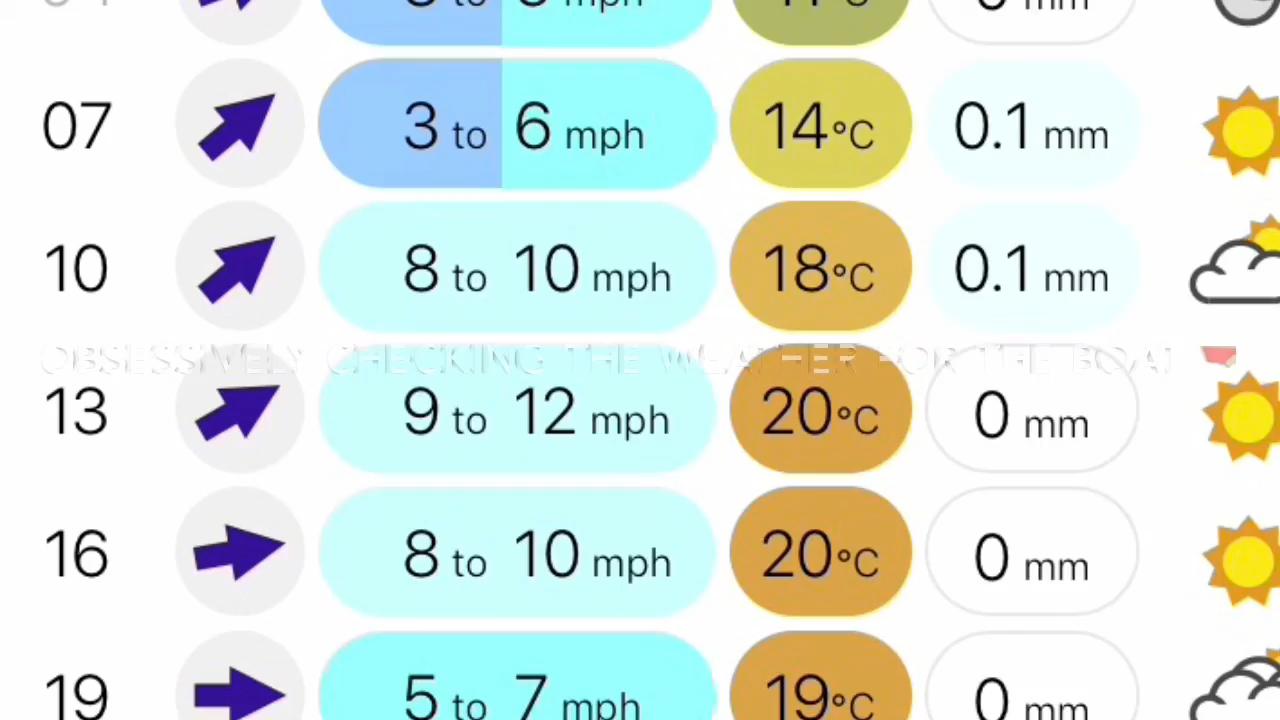 mm
07 3 to 6 mph 14°C 0.1 mm
10 8 to 10 mph 18°C 0.1 mm
OBSESSIVELY CHECKING THE WEATHER FOR THE BOAT
13 9 to 12 mph 20°C 0 mm
16 8 to 10 mph 20°C 0 mm
19 5 to 7 mph 19°C 0 mm